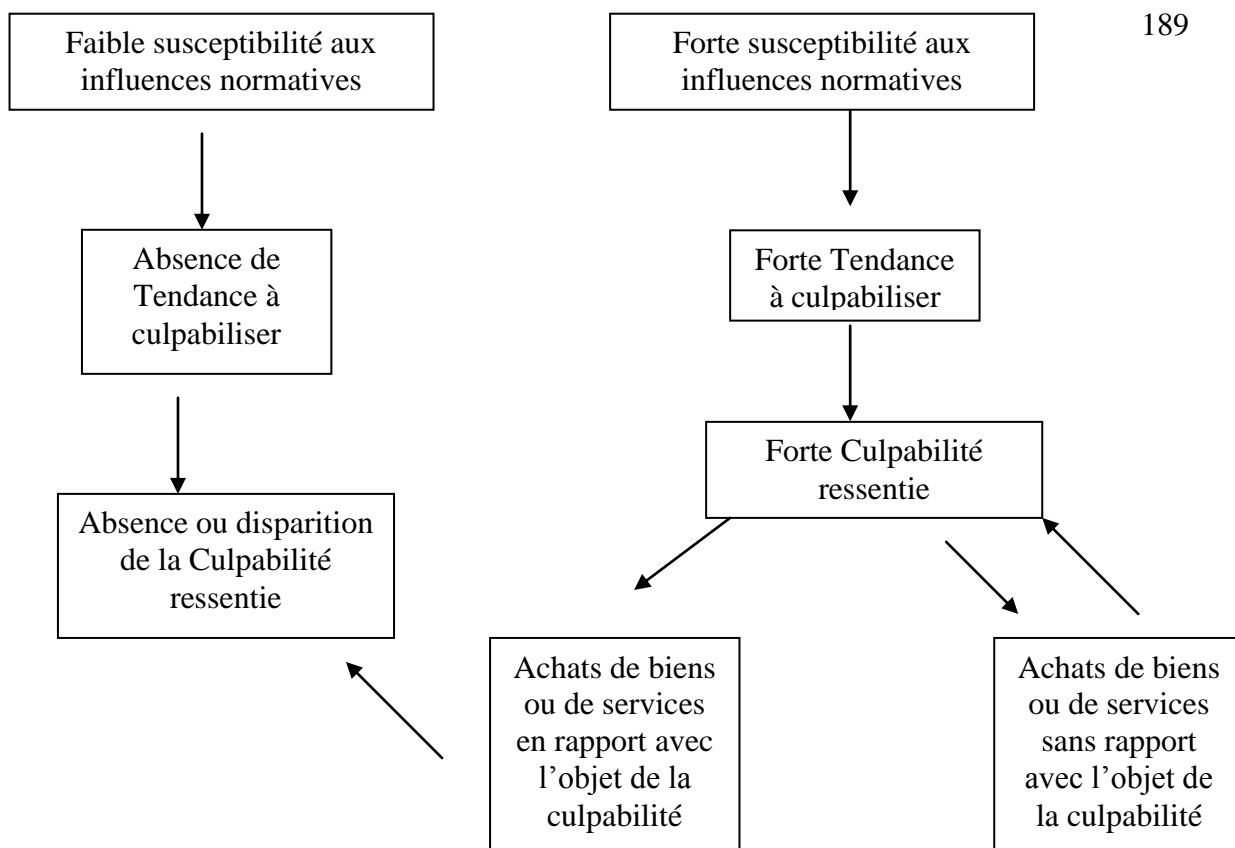 189
Faible susceptibilité aux
influences normatives
Forte susceptibilité aux
influences normatives
Absence de
Tendance à
culpabiliser
Forte Tendance
à culpabiliser
Forte Culpabilité
ressentie
Absence ou disparition
de la Culpabilité
ressentie
Achats de biens
ou de services
en rapport avec
l’objet de la
culpabilité
Achats de biens
ou de services
sans rapport
avec l’objet de
la culpabilité